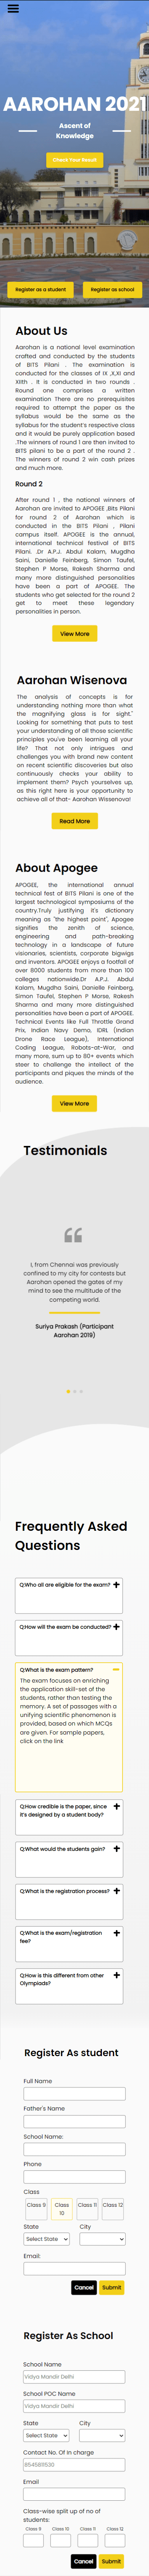 AAROHAN 2021
Ascent of
Knowledge
Check Your Result
Register as a student
Register as school
About Us
Aarohan is a national level examination
crafted and conducted by the students
of BITS Pilani . The examination is
conducted for the classes of IX ,X,XI and
XIIth . It is conducted in two rounds .
Round one comprises a written
examination There are no prerequisites
required to attempt the paper as the
syllabus would be the same as the
syllabus for the student's respective class
and it would be purely application based
.The winners of round 1 are then invited to
BITS pilani to be a part of the round 2 .
The winners of round 2 win cash prizes
and much more.
Round 2
After round 1 , the national winners of
Aarohan are invited to APOGEE ,Bits Pilani
for round 2 of Aarohan which is
conducted in the BITS Pilani , Pilani
campus itself. APOGEE is the annual,
international, technical festival of BITS
Pilani. .Dr A.P.J. Abdul Kalam, Mugdha
Saini, Danielle Feinberg, Simon Taufel,
Stephen P Morse, Rakesh Sharma and
many more distinguished personalities
have been a part of APOGEE. The
students who get selected for the round 2
get to meet these legendary
personalities in person.
View More
Aarohan Wisenova
The analysis of concepts is for
understanding nothing more than what
the magnifying glass is for sight."
Looking for something that puts to test
your understanding of all those scientific
principles you've been learning all your
life? That not only intrigues and
challenges you with brand new content
on recent scientific discoveries but also
continuously checks your ability to
implement them? Psych yourselves up,
as this right here is your opportunity to
achieve all of that- Aarohan Wissenova!
Read More
About Apogee
APOGEE, the international annual
technical fest of BITS Pilani is one of the
largest technological symposiums of the
country.Truly justifying it's dictionary
meaning as "the highest point", Apogee
signifies the zenith of science,
engineering and path-breaking
technology in a landscape of future
visionaries, scientists, corporate bigwigs
and inventors. APOGEE enjoys a footfall of
over 8000 students from more than 100
colleges nationwide.Dr A.P.J. Abdul
Kalam, Mugdha Saini, Danielle Feinberg,
Simon Taufel, Stephen P Morse, Rakesh
Sharma and many more distinguished
personalities have been a part of APOGEE.
Technical Events like Full Throttle Grand
Prix, Indian Navy Demo, IDRL (Indian
Drone Race League), International
Coding League, Robots-at-War, and
many more, sum up to 80+ events which
steer to challenge the intellect of the
participants and piques the minds of the
audience.
View More
Testimonials
I, from Chennai was previously
confined to my city for contests but
Aarohan opened the gates of my
mind to see the multitude of the
competing world.
Suriya Prakash (Participant
Aarohan 2019)
Frequently Asked
Questions
Q:Who all are eligible for the exam?
Q:How will the exam be conducted?
Q:What is the exam pattern?
The exam focuses on enriching
the application skill-set of the
students, rather than testing the
memory. A set of passages with a
unifying scientific phenomenon is
provided, based on which MCQs
are given. For sample papers,
click on the link
Q:How credible is the paper, since
it's designed by a student body?
Q:What would the students gain?
Q:What is the registration process?
Q:What is the exam/registration
fee?
Q:How is this different from other
Olympiads?
Register As student
Full Name
Father's Name
School Name:
Phone
Class
Class 9 Class 10 Class 11 Class 12
State City
Select State
Email:
Cancel Submit
Register As School
School Name
Vidya Mandir Delhi
School POC Name
Vidya Mandir Delhi
State City
Select State
Contact No. Of In charge
854581530
Email
Class-wise split up of no of
students:
Class 9 Class 10 Class 11 Class 12
Cancel Submit